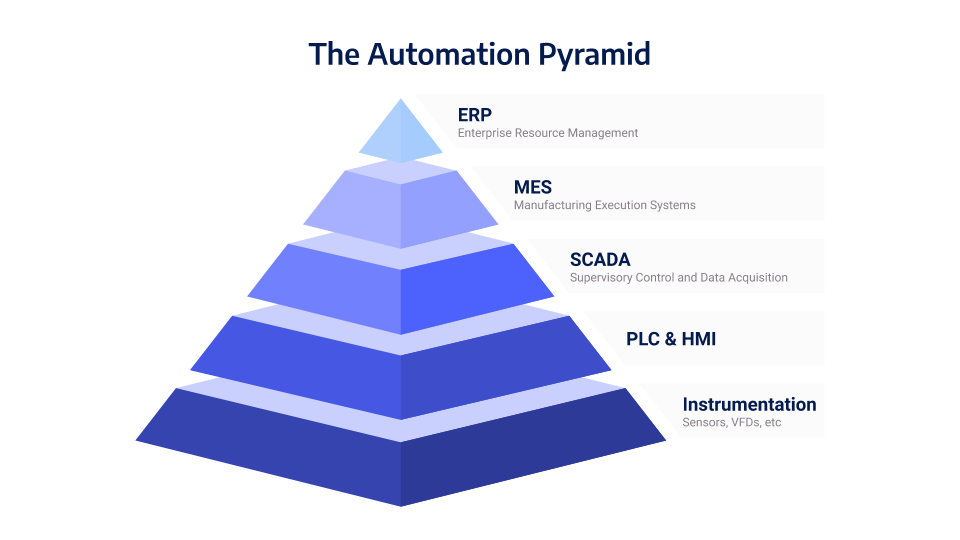 The Automation Pyramid
ERP
Enterprise Resource Management
MES
Manufacturing Execution Systems
SCADA
Supervisory Control and Data Acquisition
PLC & HMI
Instrumentation
Sensors, VFDs, etc